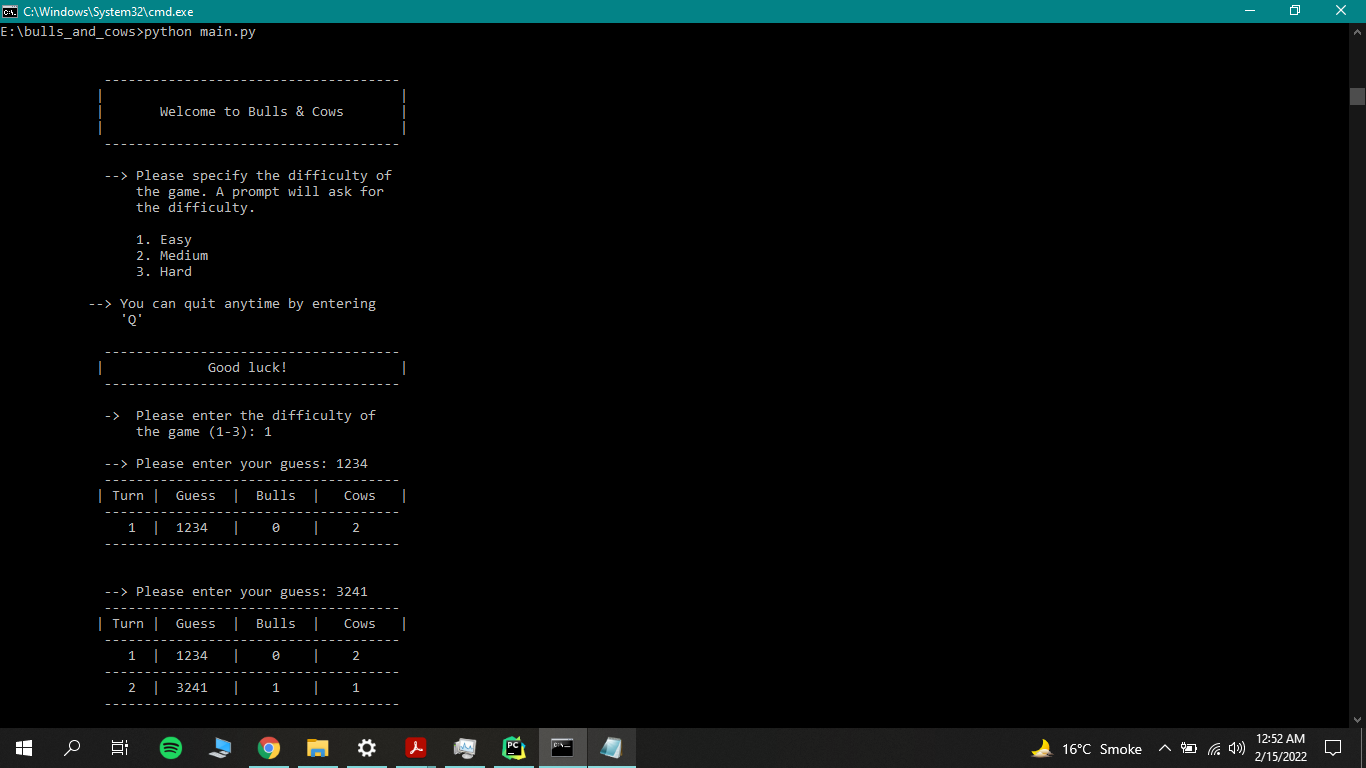 C:\Windows\System32\cmd.exe
E:\bulls_and_cows>python main.py
-------------------------------------
| |
| Welcome to Bulls & Cows |
| |
-------------------------------------
--> Please specify the difficulty of
the game. A prompt will ask for
the difficulty.
1. Easy
2. Medium
3. Hard
--> You can quit anytime by entering
'Q'
-------------------------------------
| Good luck! |
-------------------------------------
-> Please enter the difficulty of
the game (1-3): 1
--> Please enter your guess: 1234
-------------------------------------
| Turn | Guess | Bulls | Cows |
-------------------------------------
1 | 1234 | 0 | 2
-------------------------------------
--> Please enter your guess: 3241
-------------------------------------
| Turn | Guess | Bulls | Cows |
-------------------------------------
1 | 1234 | 0 | 2
-------------------------------------
2 | 3241 | 1 | 1
-------------------------------------
PC
C:\.
16°C Smoke
12:52 AM
2/15/2022